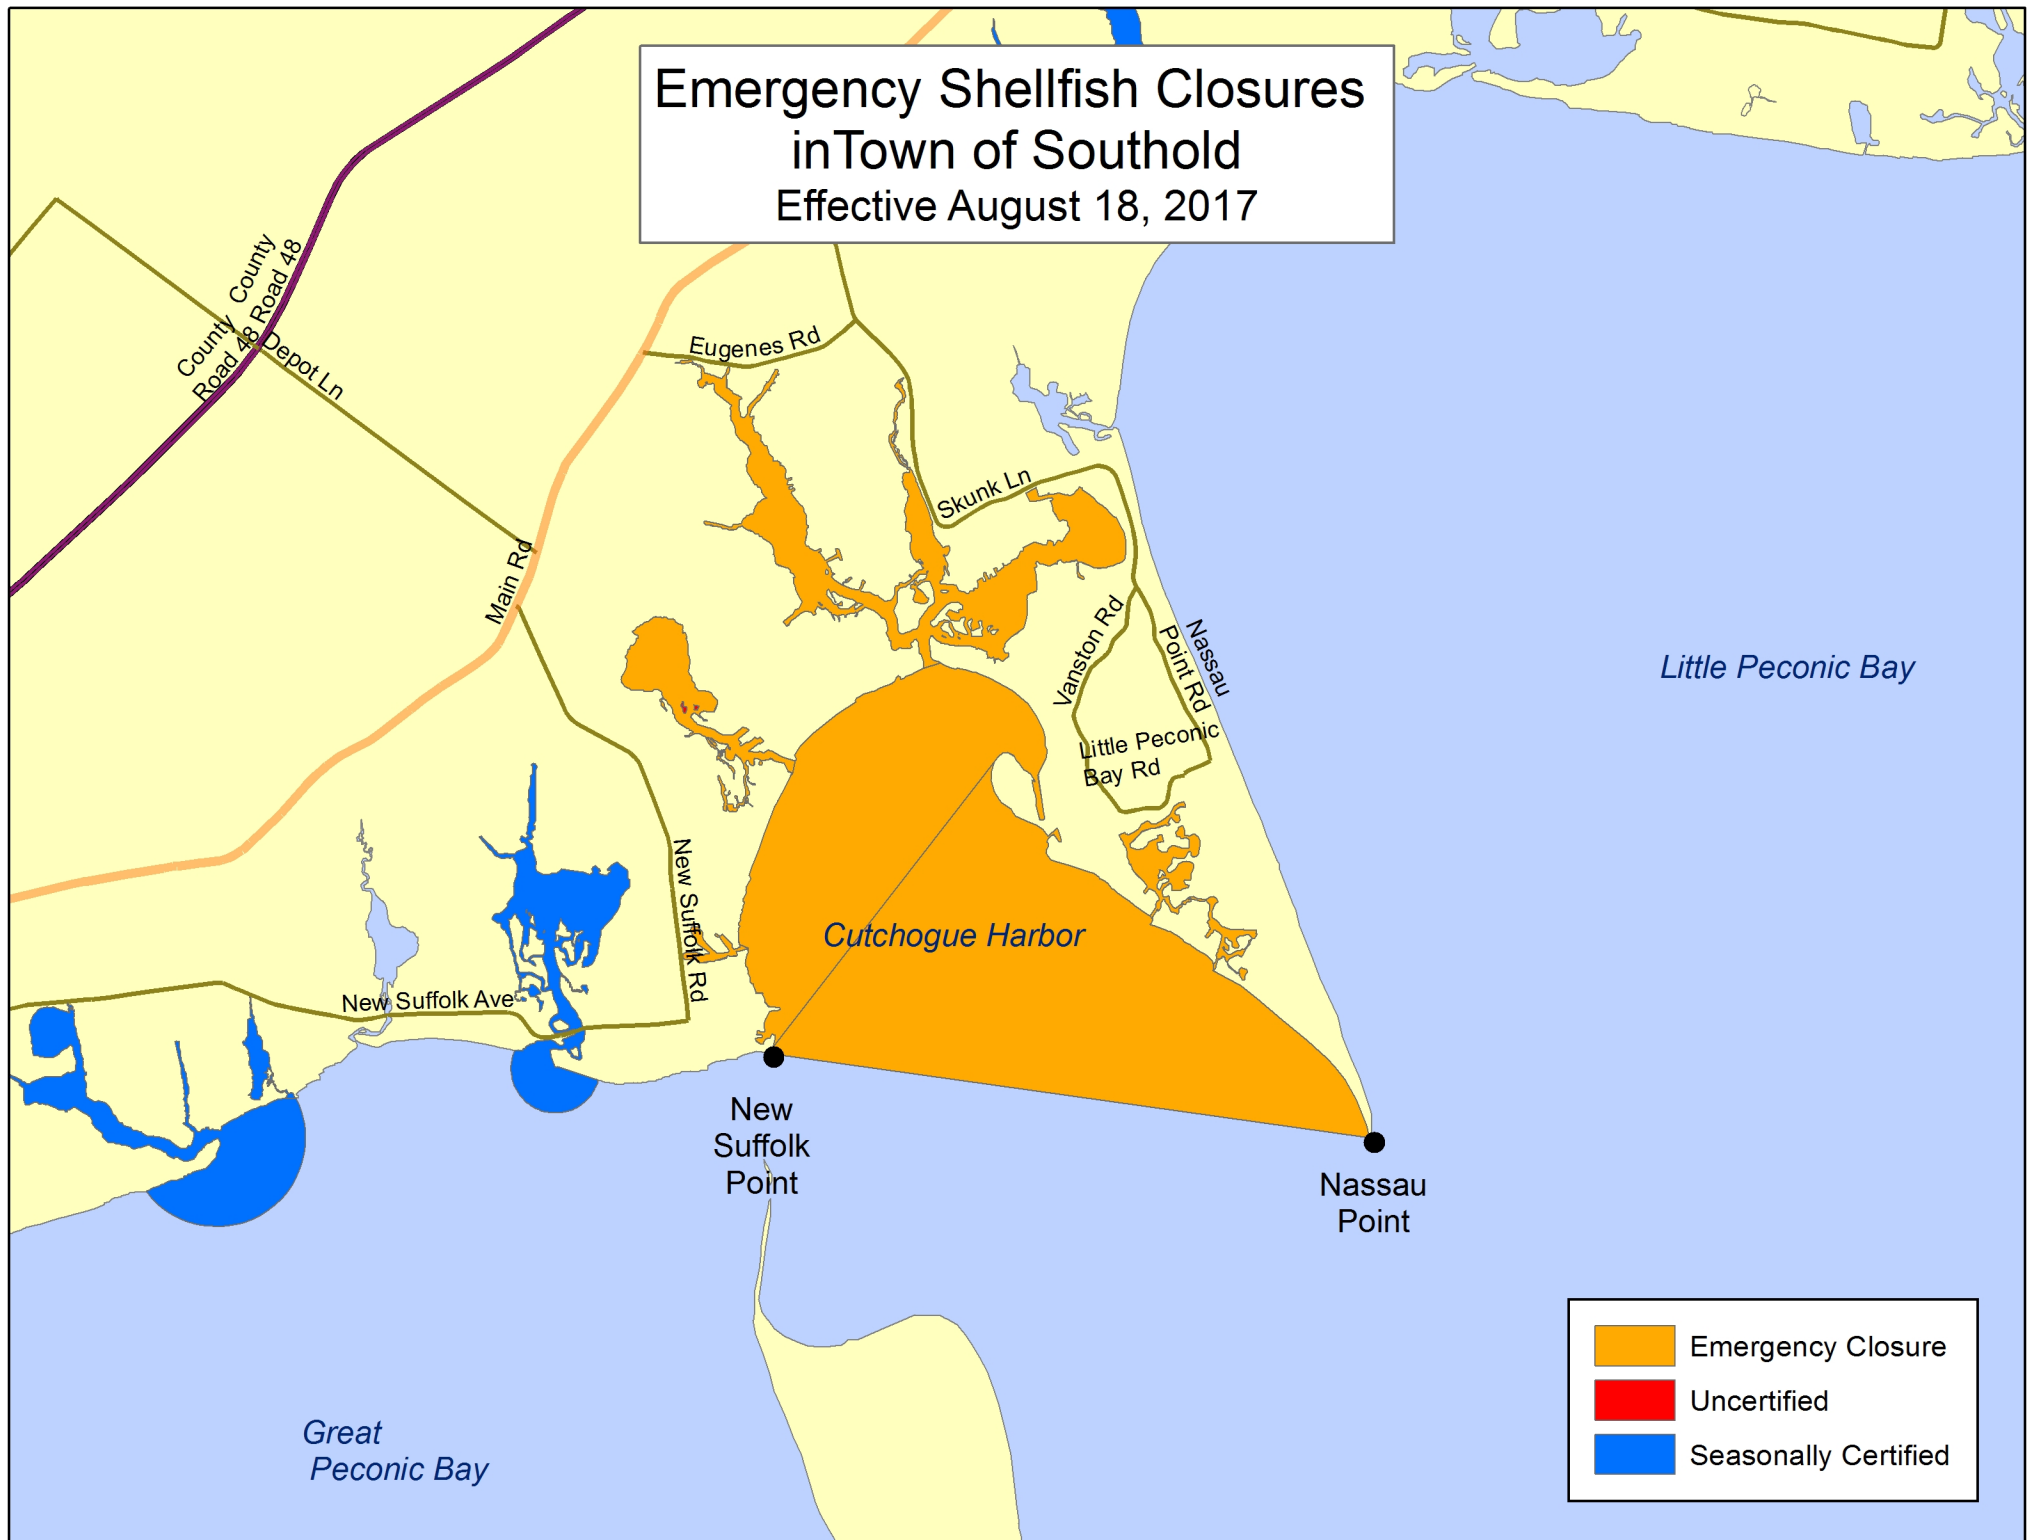 Emergency Shellfish Closures
inTown of Southold
Effective August 18, 2017
County
Road 48
County
Road 48
Depot Ln
Eugenes Rd
Skunk Ln
Main Rd
Vanston Rd
Nassau
Point Rd
Little Peconic Bay
Little Peconic
Bay Rd
New Suffolk Rd
Cutchogue Harbor
New Suffolk Ave
New
Suffolk
Point
Nassau
Point
Great
Peconic Bay
Emergency Closure
Uncertified
Seasonally Certified